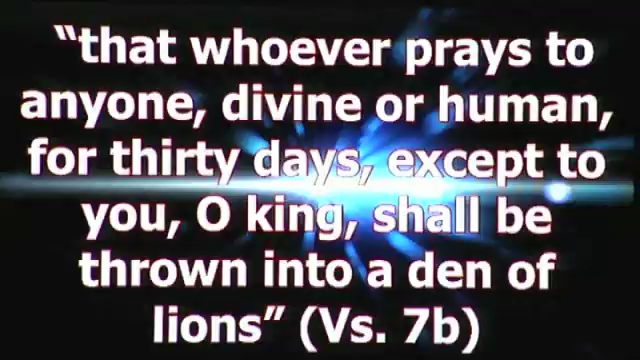 “that whoever prays to
anyone, divine or human,
for thirty days, except to
you, O king, shall be
thrown into a den of
lions” (Vs. 7b)